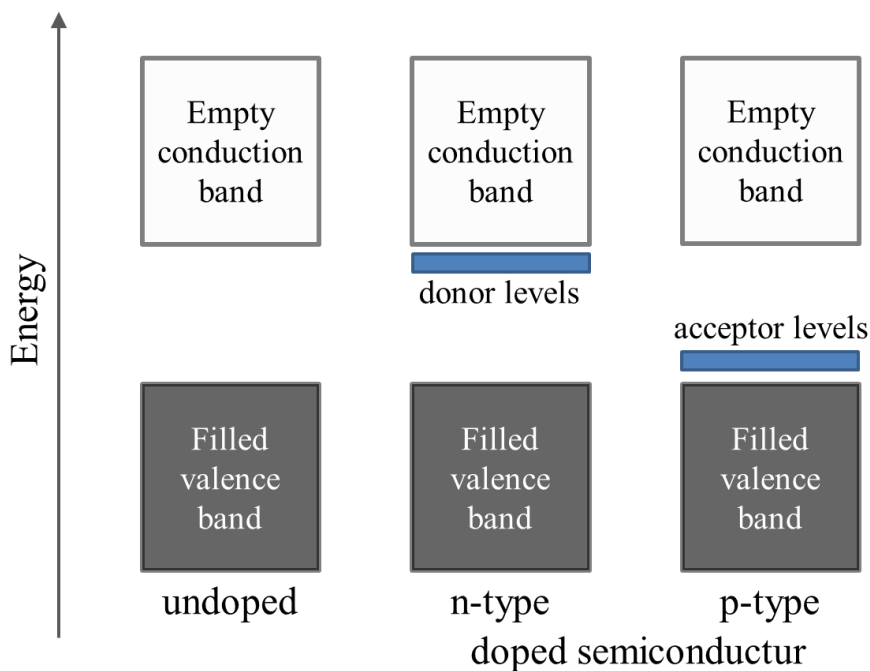 Energy
Empty
conduction
band
Empty
conduction
band
Empty
conduction
band
donor levels
acceptor levels
Filled
valence
band
Filled
valence
band
Filled
valence
band
undoped
n-type
p-type
doped semiconductur